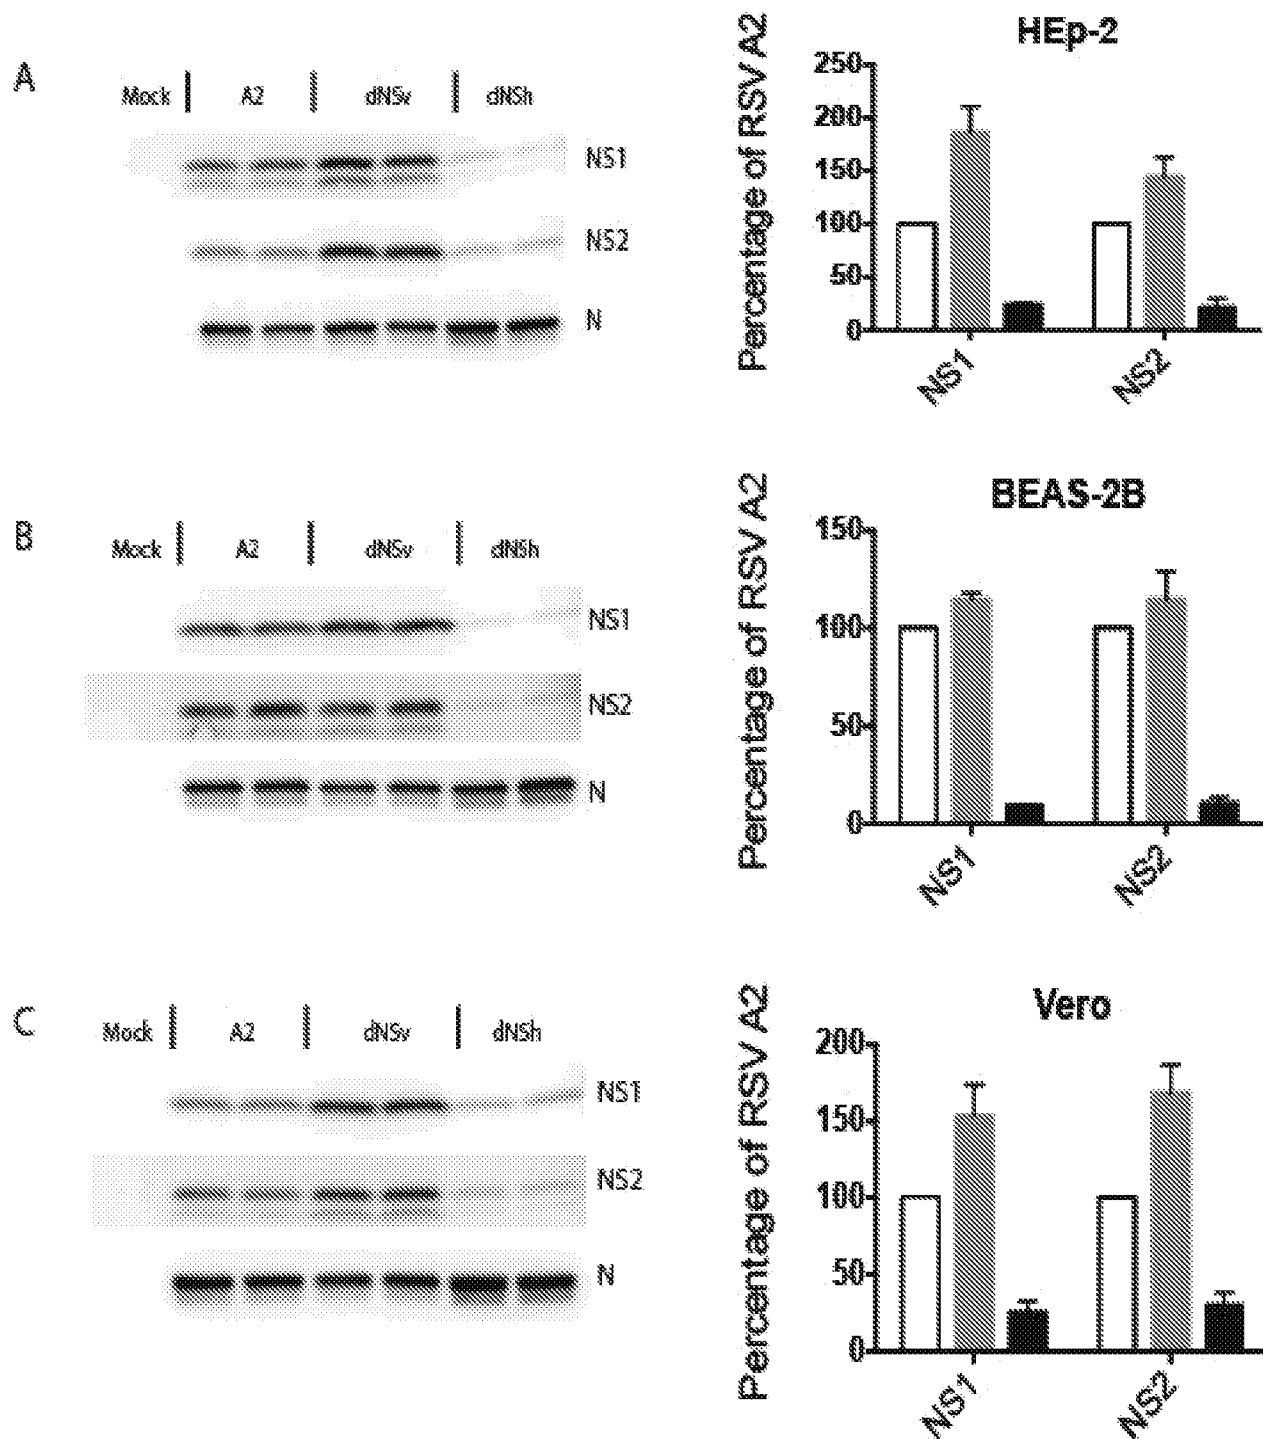 A
Mock A2 dNSv dNSh
NS1
NS2
N
HEp-2
Percentage of RSV A2
250
200
150
100
50
0
NS1 NS2
B
Mock A2 dNSv dNSh
NS1
NS2
N
BEAS-2B
Percentage of RSV A2
150
100
50
0
NS1 NS2
C
Mock A2 dNSv dNSh
NS1
NS2
N
Vero
Percentage of RSV A2
200
150
100
50
0
NS1 NS2